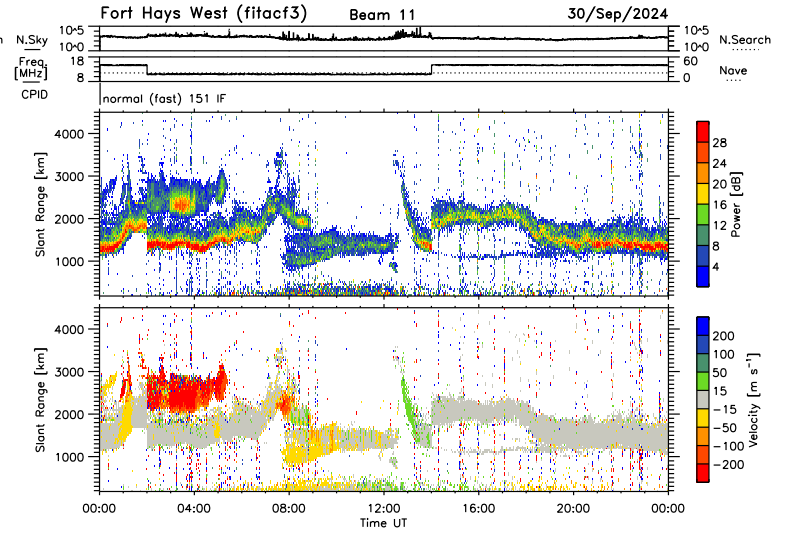 Fort Hays West (fitacf3)
Beam 11
30/Sep/2024
n
N.Sky
10^5
10^0
10^5
10^0
N.Search
Freq.
[MHz]
18
8
60
0
Nave
CPID
normal (fast) 151 IF
Slant Range [km]
4000
3000
2000
1000
28
24
20
16
12
8
4
Power [dB]
Slant Range [km]
4000
3000
2000
1000
200
100
50
15
−15
−50
−100
−200
Velocity [m s⁻¹]
00:00 04:00 08:00 12:00 16:00 20:00 00:00
Time UT